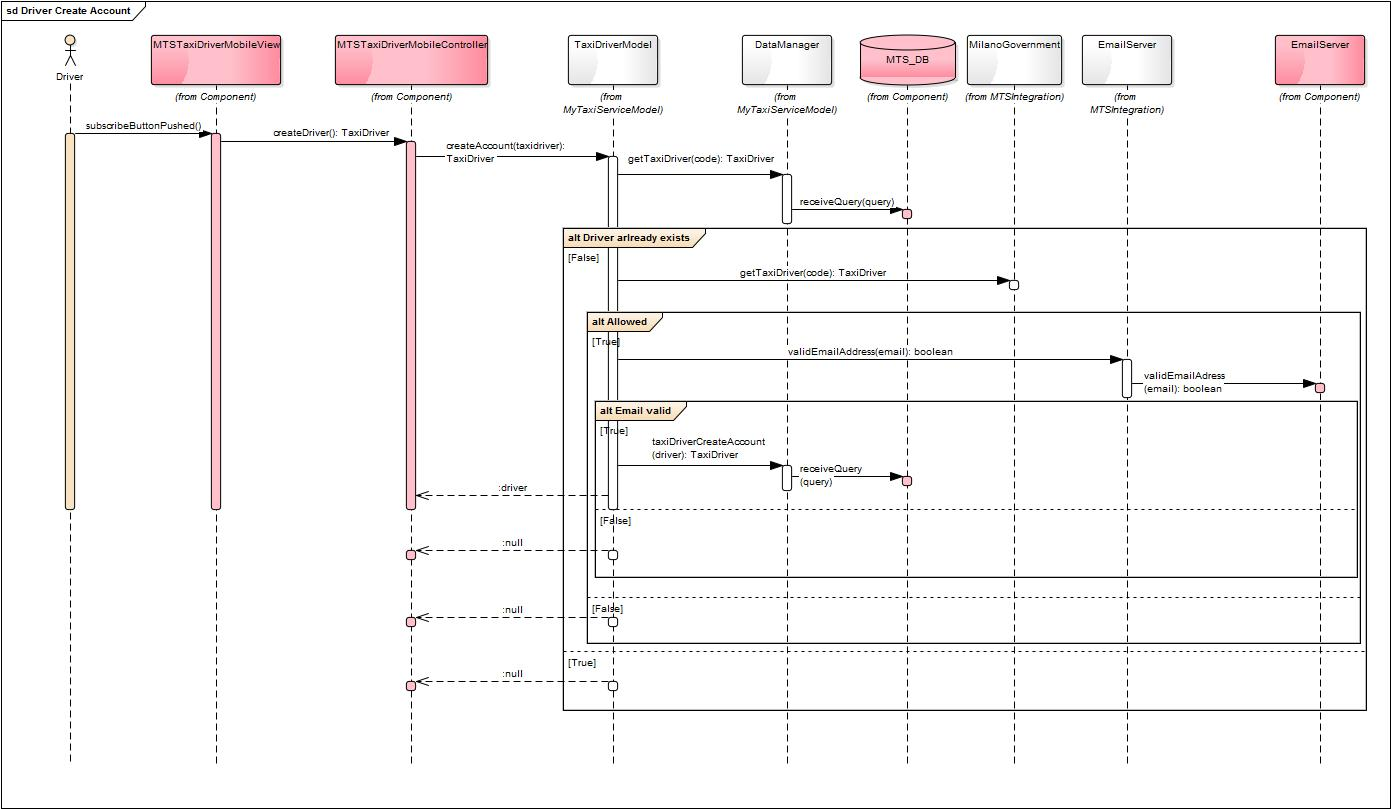 sd Driver Create Account
Driver
MTSTaxiDriverMobileView
(from Component)
MTSTaxiDriverMobileController
(from Component)
TaxiDriverModel
(from
MyTaxiServiceModel)
DataManager
(from
MyTaxiServiceModel)
MTS_DB
(from Component)
MilanoGovernment
(from MTSIntegration)
EmailServer
(from
MTSIntegration)
EmailServer
(from Component)
subscribeButtonPushed()
createDriver(): TaxiDriver
createAccount(taxidriver):
TaxiDriver
getTaxiDriver(code): TaxiDriver
receiveQuery(query)
alt Driver arlready exists
[False]
getTaxiDriver(code): TaxiDriver
alt Allowed
[True]
validEmailAddress(email): boolean
validEmailAdress
(email): boolean
alt Email valid
[True]
taxiDriverCreateAccount
(driver): TaxiDriver
receiveQuery
(query)
:driver
[False]
:null
[False]
:null
[True]
:null